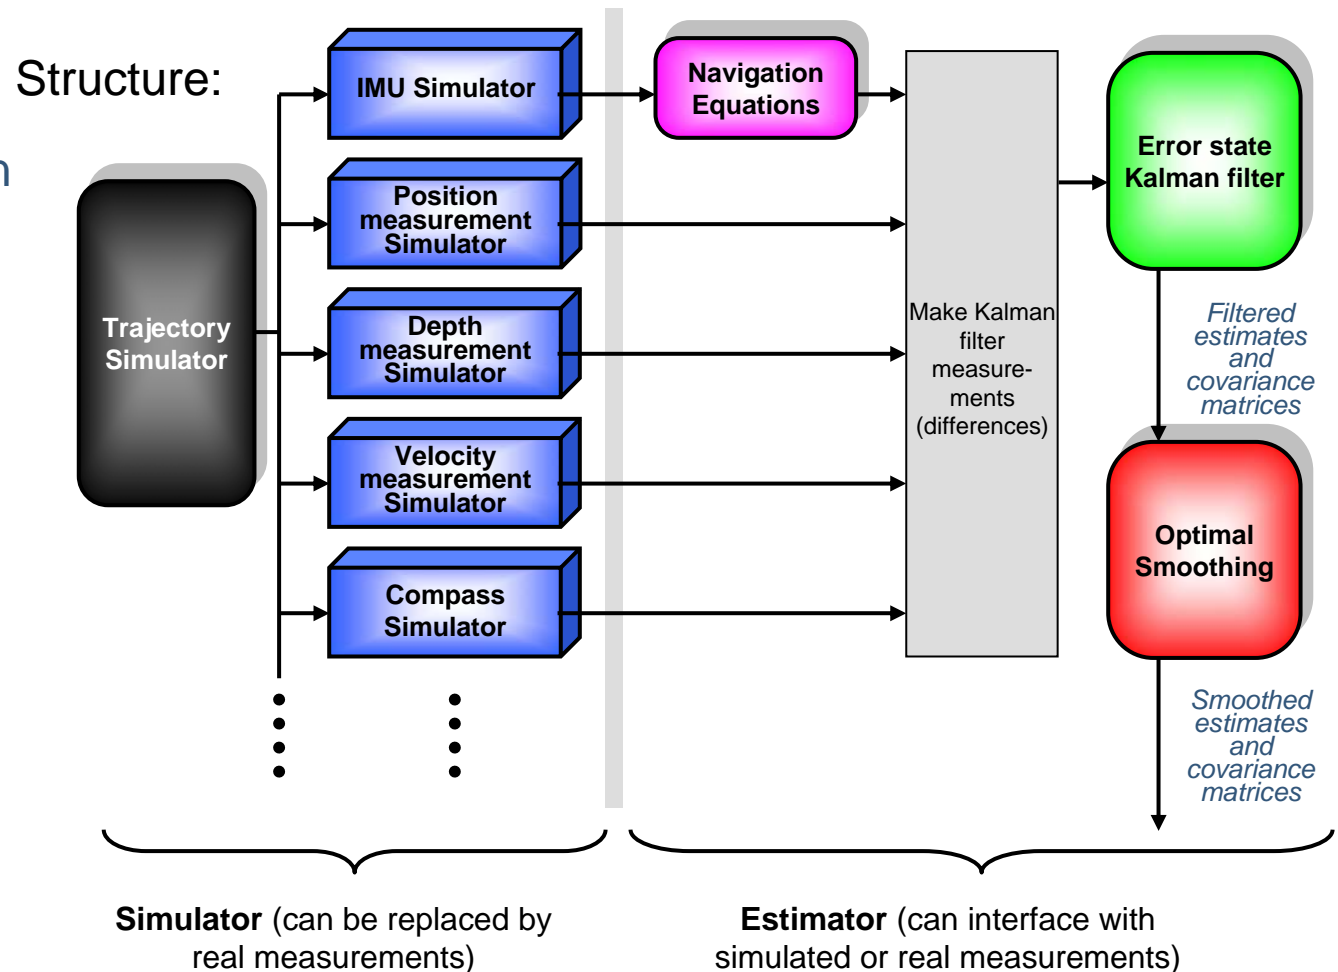 Structure:
n
Trajectory
Simulator
IMU Simulator
Position
measurement
Simulator
Depth
measurement
Simulator
Velocity
measurement
Simulator
Compass
Simulator
Navigation
Equations
Make Kalman
filter
measure-
ments
(differences)
Error state
Kalman filter
Filtered
estimates
and
covariance
matrices
Optimal
Smoothing
Smoothed
estimates
and
covariance
matrices
Simulator (can be replaced by
real measurements)
Estimator (can interface with
simulated or real measurements)